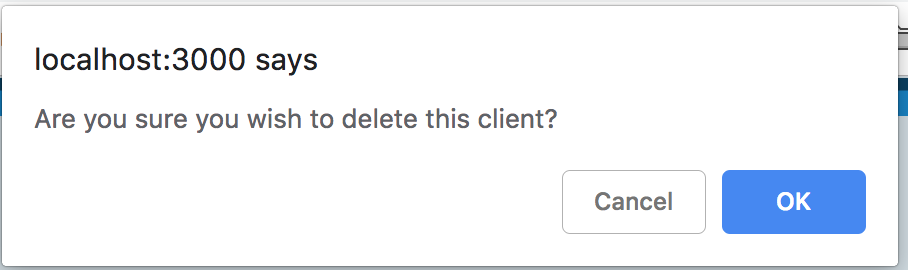 localhost:3000 says
Are you sure you wish to delete this client?
Cancel
OK